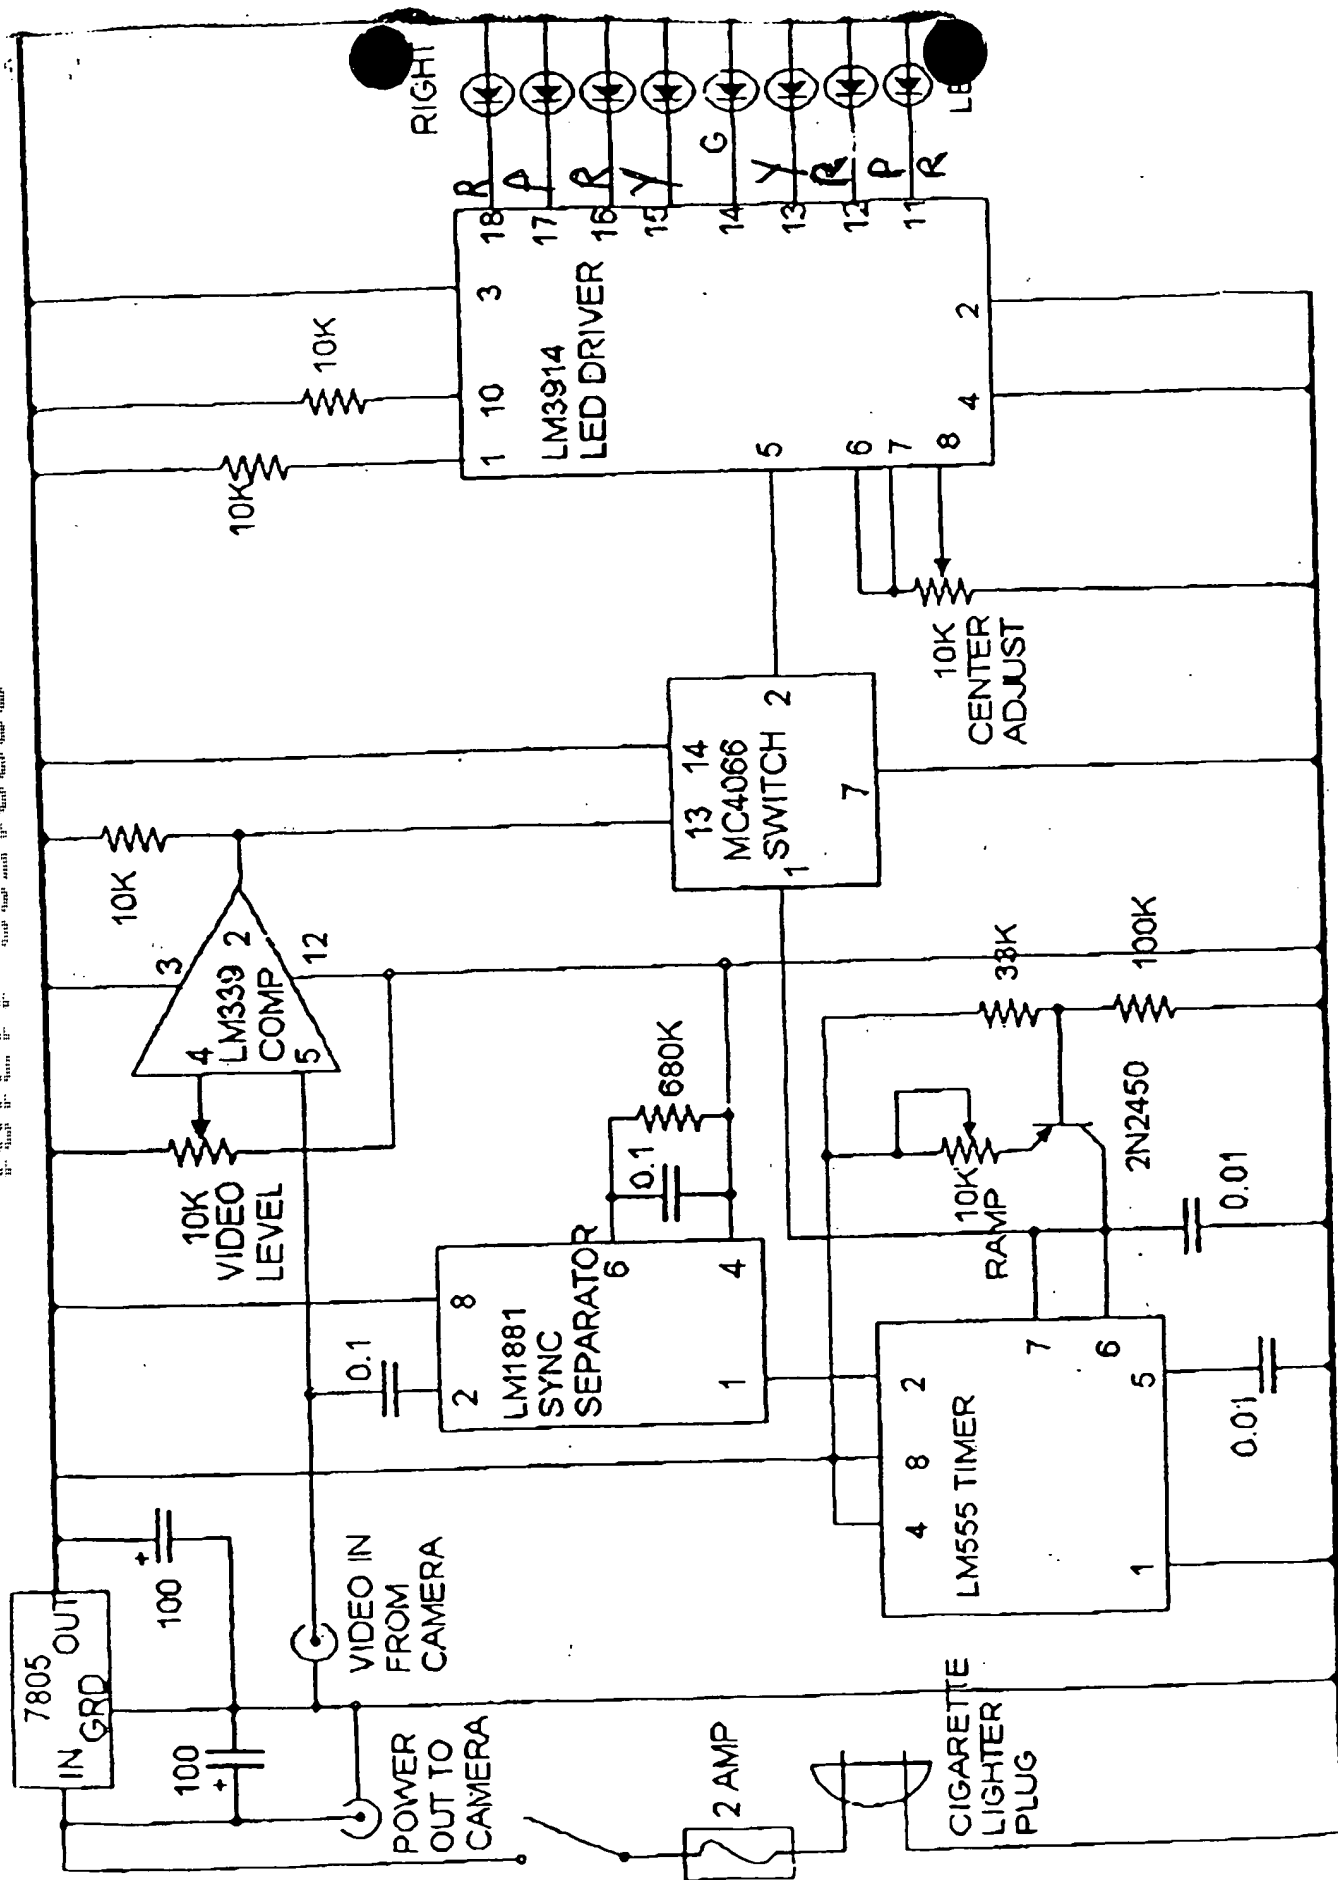 7805
IN
OUT
GRD
100
+
100
+
POWER
OUT TO
CAMERA
VIDEO IN
FROM
CAMERA
2 AMP
CIGARETTE
LIGHTER
PLUG
10K
VIDEO
LEVEL
0.1
LM339
COMP
3
4
5
2
12
10K
LM1881
SYNC
SEPARATOR
8
2
6
4
1
0.1
680K
LM555 TIMER
4
8
2
7
6
5
1
0.01
0.01
10K
RAMP
2N2450
33K
100K
MC4066
SWITCH
13
14
1
2
7
10K
10K
LM3914
LED DRIVER
1
10
3
5
6
7
8
4
2
10K
CENTER
ADJUST
18
17
16
15
14
13
12
11
R
R
Y
G
Y
R
R
RIGHT